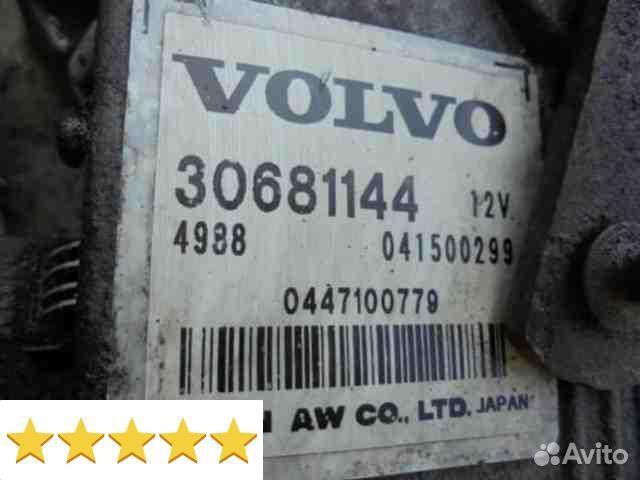 VOLVO
30681144 12V
4988 041500299
0447100779
AW CO., LTD. JAPAN
Avito